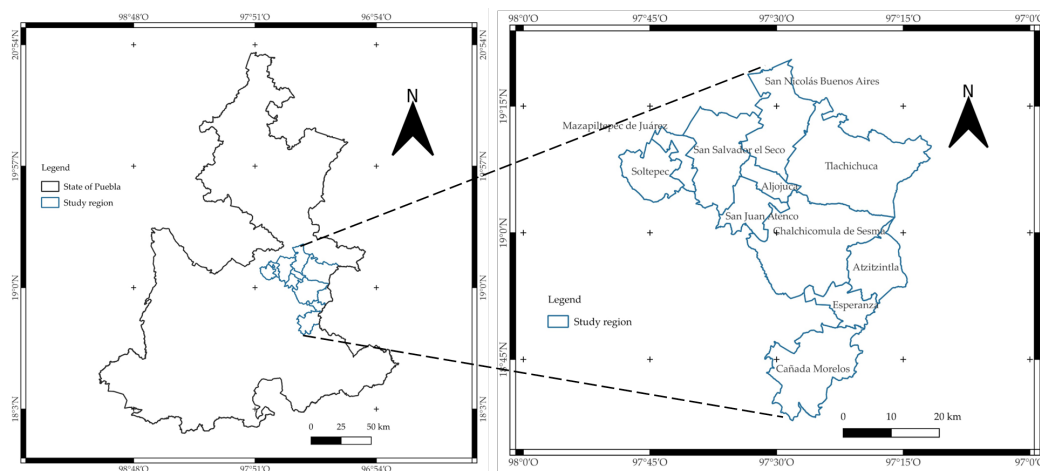 98°48'O 97°51'O 96°54'O
20°54'N
20°54'N
N
Legend
State of Puebla
Study region
19°57'N
19°57'N
19°0'N
19°0'N
18°3'N
18°3'N
0 25 50 km
98°48'O 97°51'O 96°54'O
98°0'O 97°45'O 97°30'O 97°15'O 97°0'O
N
San Nicolás Buenos Aires
19°15'N
19°15'N
Mazapiltepec de Juárez
San Salvador el Seco
Tlachichuca
Soltepec
Aljojuca
San Juan Atenco
Chalchicomula de Sesma
19°0'N
19°0'N
Atzitzintla
Legend
Study region
Esperanza
18°45'N
18°45'N
Cañada Morelos
0 10 20 km
98°0'O 97°45'O 97°30'O 97°15'O 97°0'O